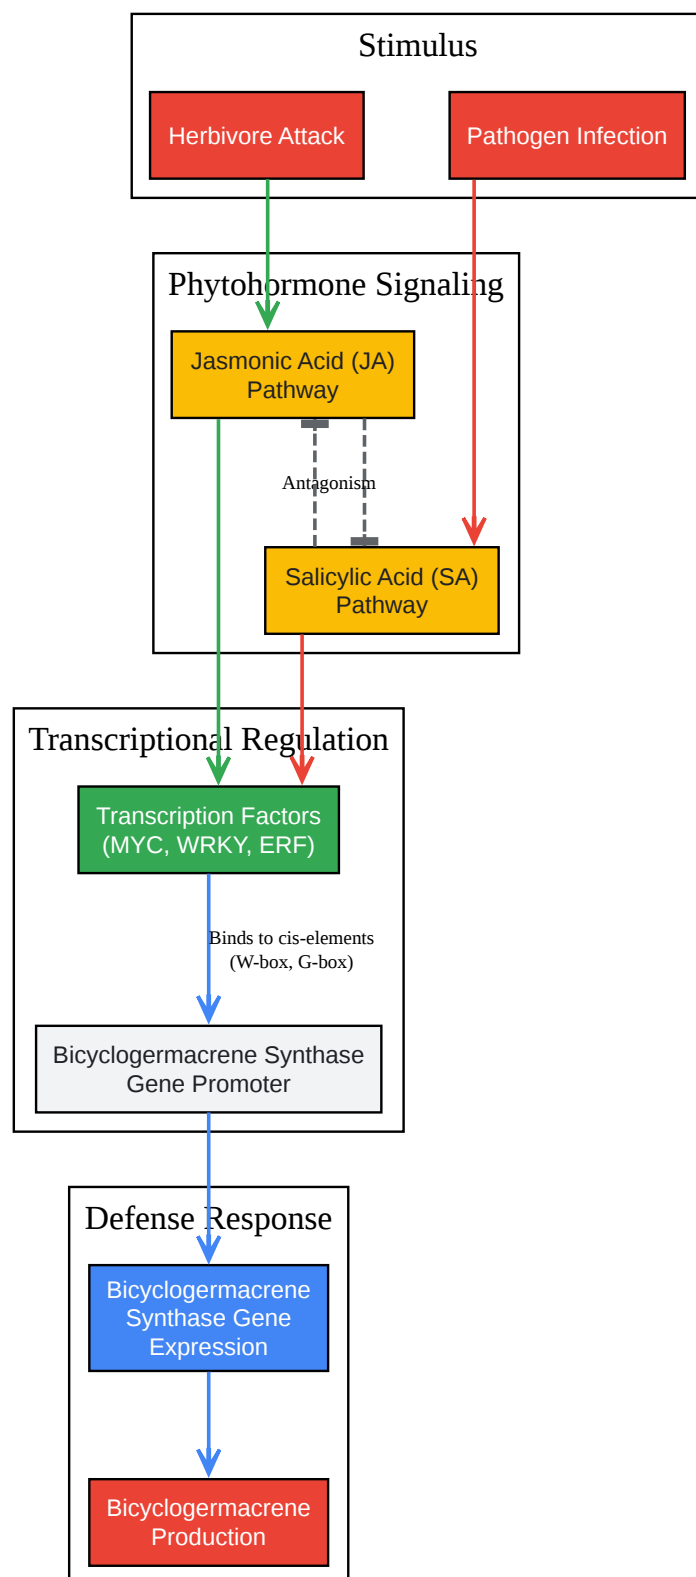 Stimulus
Herbivore Attack
Pathogen Infection
Phytohormone Signaling
Jasmonic Acid (JA)
Pathway
Antagonism
Salicylic Acid (SA)
Pathway
Transcriptional Regulation
Transcription Factors
(MYC, WRKY, ERF)
Binds to cis-elements
(W-box, G-box)
Bicyclogermacrene Synthase
Gene Promoter
Defense Response
Bicyclogermacrene
Synthase Gene
Expression
Bicyclogermacrene
Production